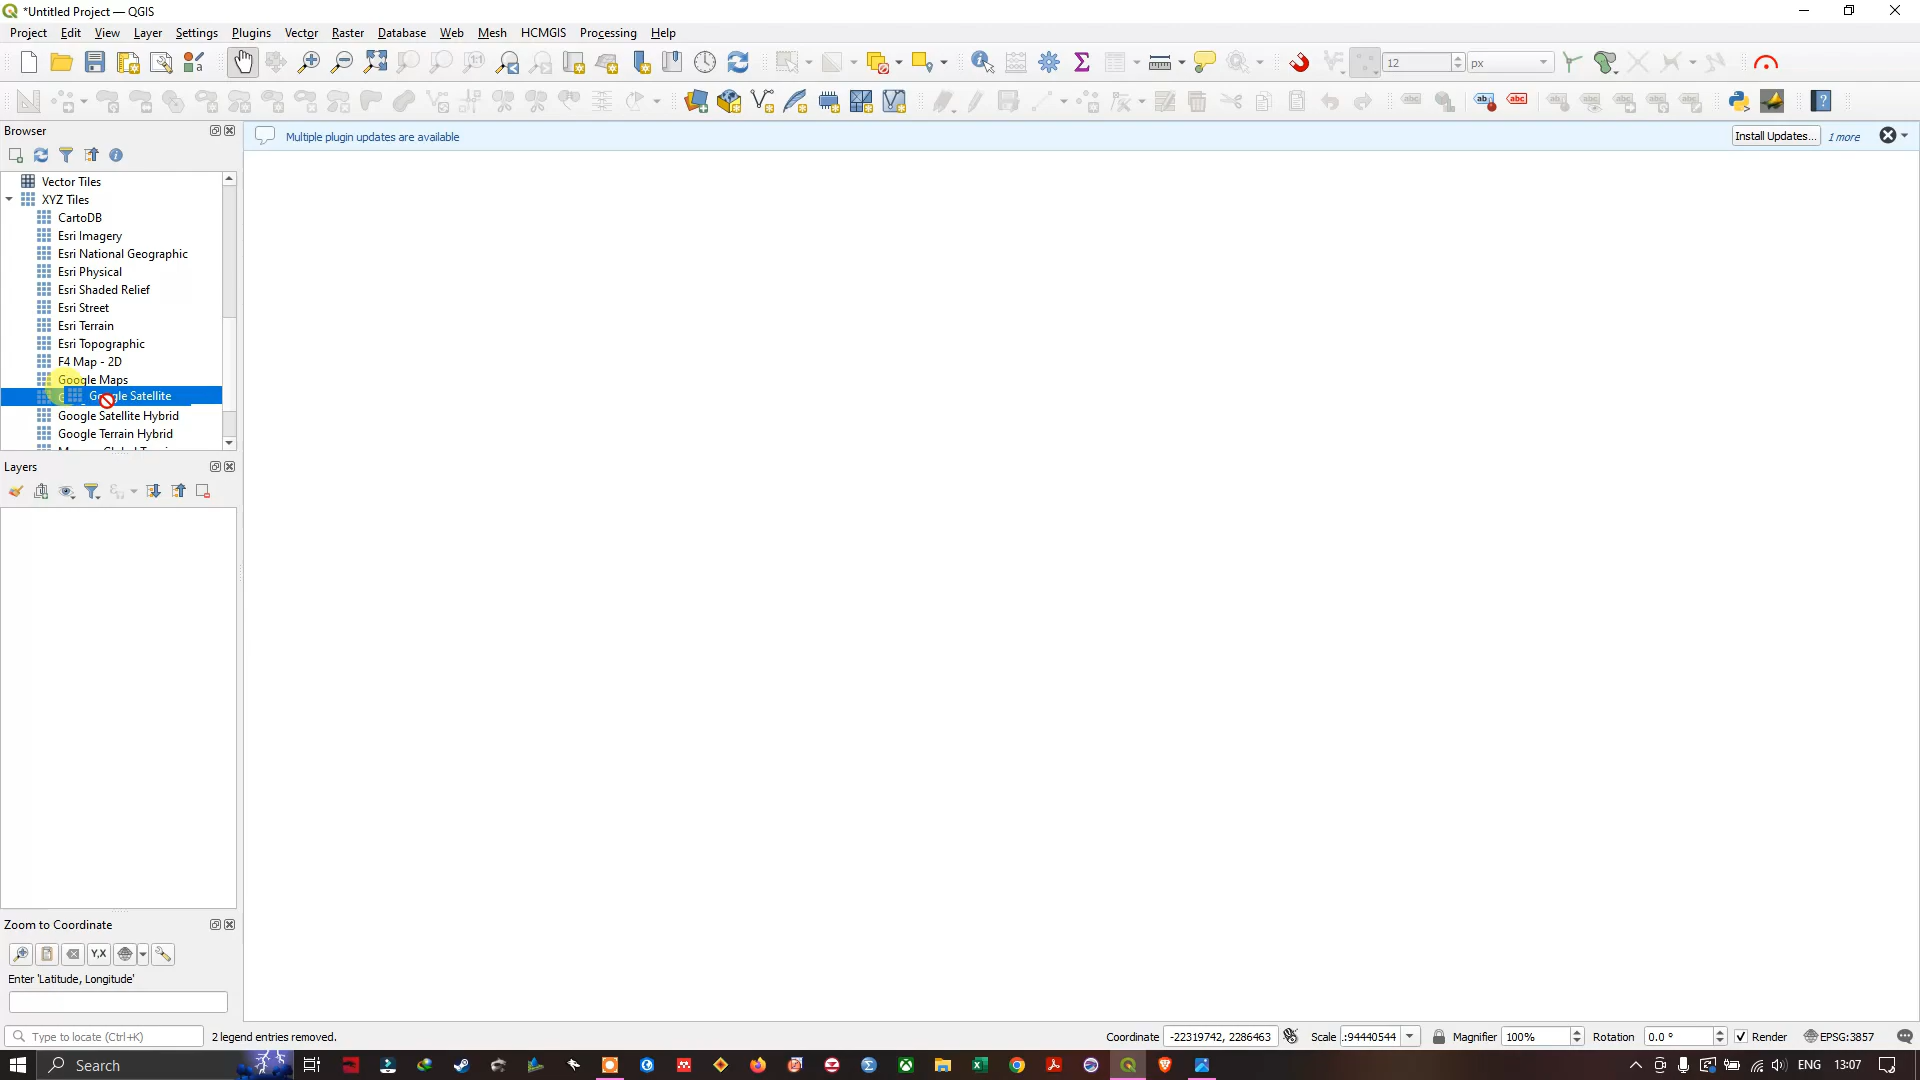 *Untitled Project — QGIS
Project Edit View Layer Settings Plugins Vector Raster Database Web Mesh HCMGIS Processing Help
12 px
Browser
Multiple plugin updates are available
Install Updates... 1 more
Vector Tiles
XYZ Tiles
CartoDB
Esri Imagery
Esri National Geographic
Esri Physical
Esri Shaded Relief
Esri Street
Esri Terrain
Esri Topographic
F4 Map - 2D
Google Maps
Google Satellite
Google Satellite Hybrid
Google Terrain Hybrid
Layers
Zoom to Coordinate
Y,X
Enter 'Latitude, Longitude'
Type to locate (Ctrl+K) 2 legend entries removed. Coordinate -22319742, 2286463 Scale :94440544 Magnifier 100% Rotation 0.0 ° Render EPSG:3857
Search ENG 13:07